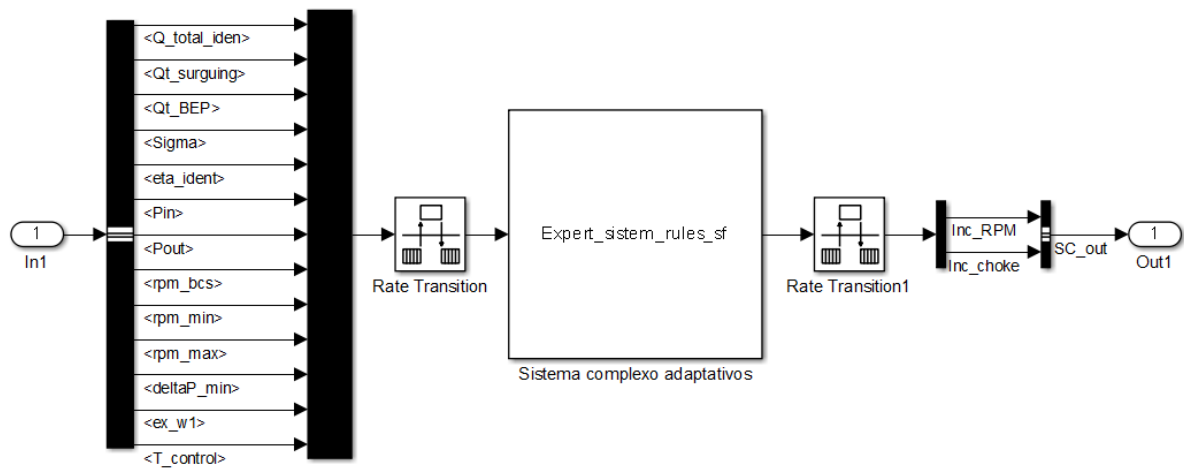 1
In1
<Q_total_iden>
<Qt_surguing>
<Qt_BEP>
<Sigma>
<eta_ident>
<Pin>
<Pout>
<rpm_bcs>
<rpm_min>
<rpm_max>
<deltaP_min>
<ex_w1>
<T_control>
Rate Transition
Expert_sistem_rules_sf
Sistema complexo adaptativos
Rate Transition1
Inc_RPM
Inc_choke
SC_out
1
Out1